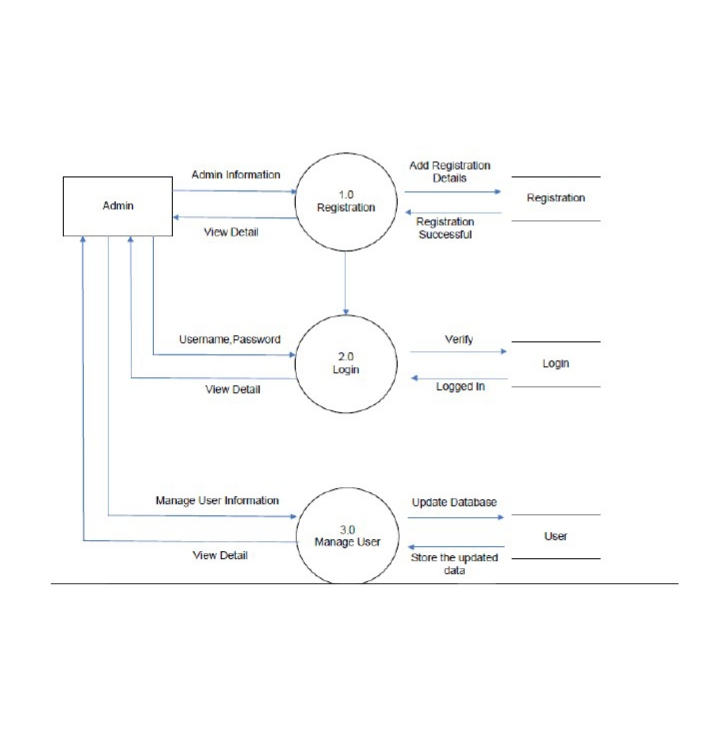 Admin Information
Add Registration
Details
Admin
1.0
Registration
Registration
View Detail
Registration
Successful
Username,Password
Verify
2.0
Login
Login
View Detail
Logged In
Manage User Information
Update Database
3.0
Manage User
User
View Detail
Store the updated
data